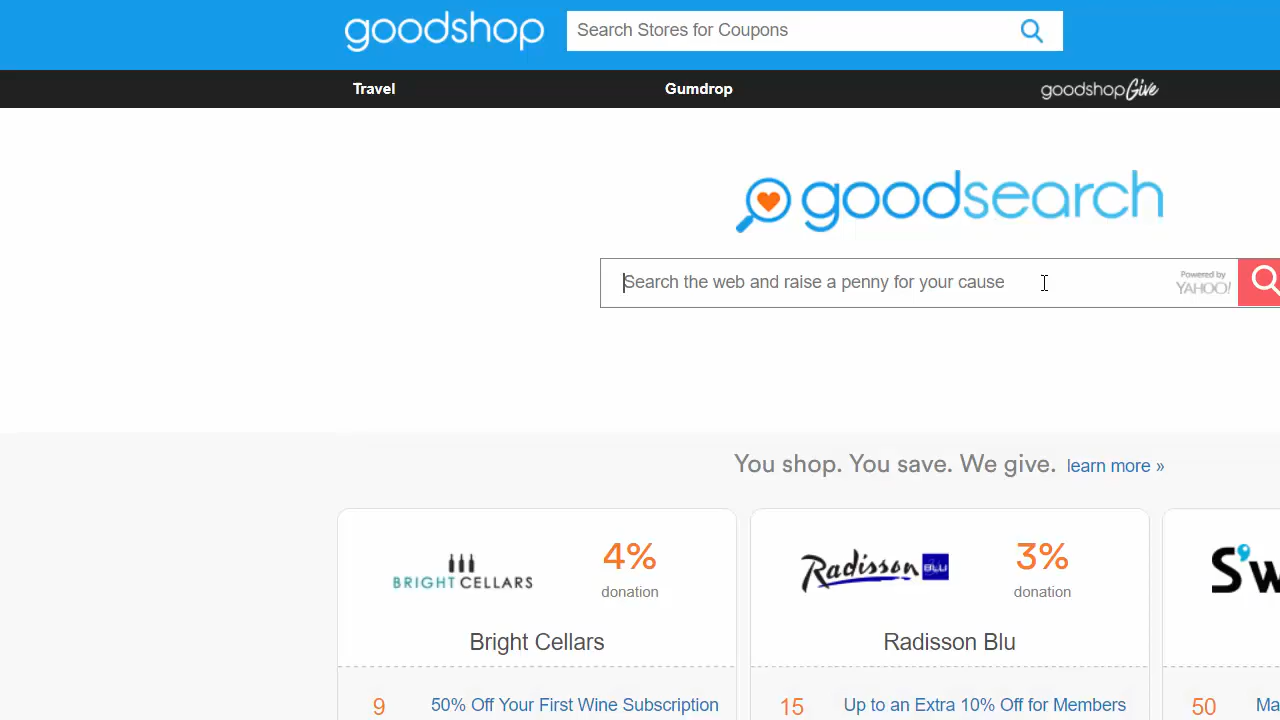 goodshop
Search Stores for Coupons
Travel
Gumdrop
goodshopGive
goodsearch
Search the web and raise a penny for your cause
Powered by
YAHOO!
You shop. You save. We give. learn more »
BRIGHT CELLARS
4%
donation
Bright Cellars
9
50% Off Your First Wine Subscription
Radisson BLU
3%
donation
Radisson Blu
15
Up to an Extra 10% Off for Members
S'w
50
Ma